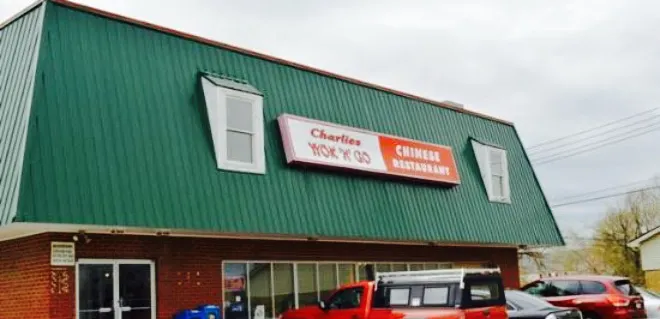 Charlies
WOK 'N' GO
CHINESE
RESTAURANT